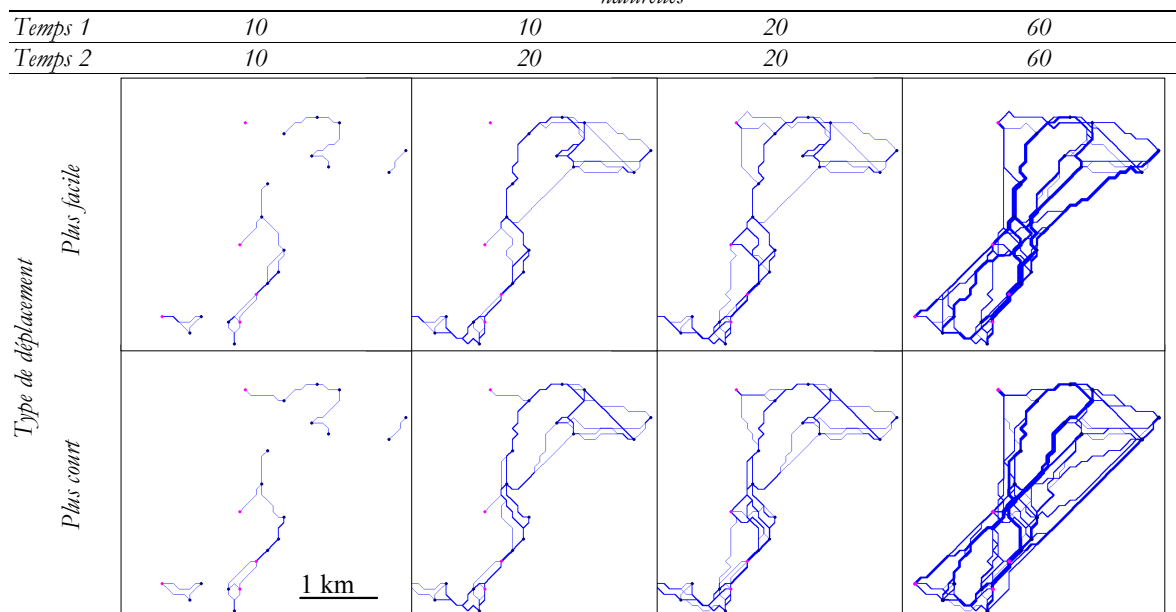 naturelles
Temps 1 10 10 20 60
Temps 2 10 20 20 60
Type de déplacement
Plus facile
Plus court
1 km